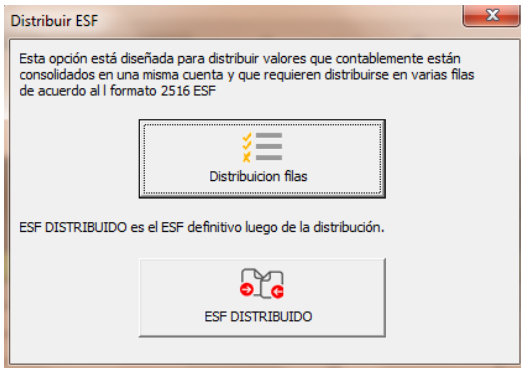 Distribuir ESF
Esta opción está diseñada para distribuir valores que contablemente están
consolidados en una misma cuenta y que requieren distribuirse en varias filas
de acuerdo al l formato 2516 ESF
Distribuicion filas
ESF DISTRIBUIDO es el ESF definitivo luego de la distribución.
ESF DISTRIBUIDO